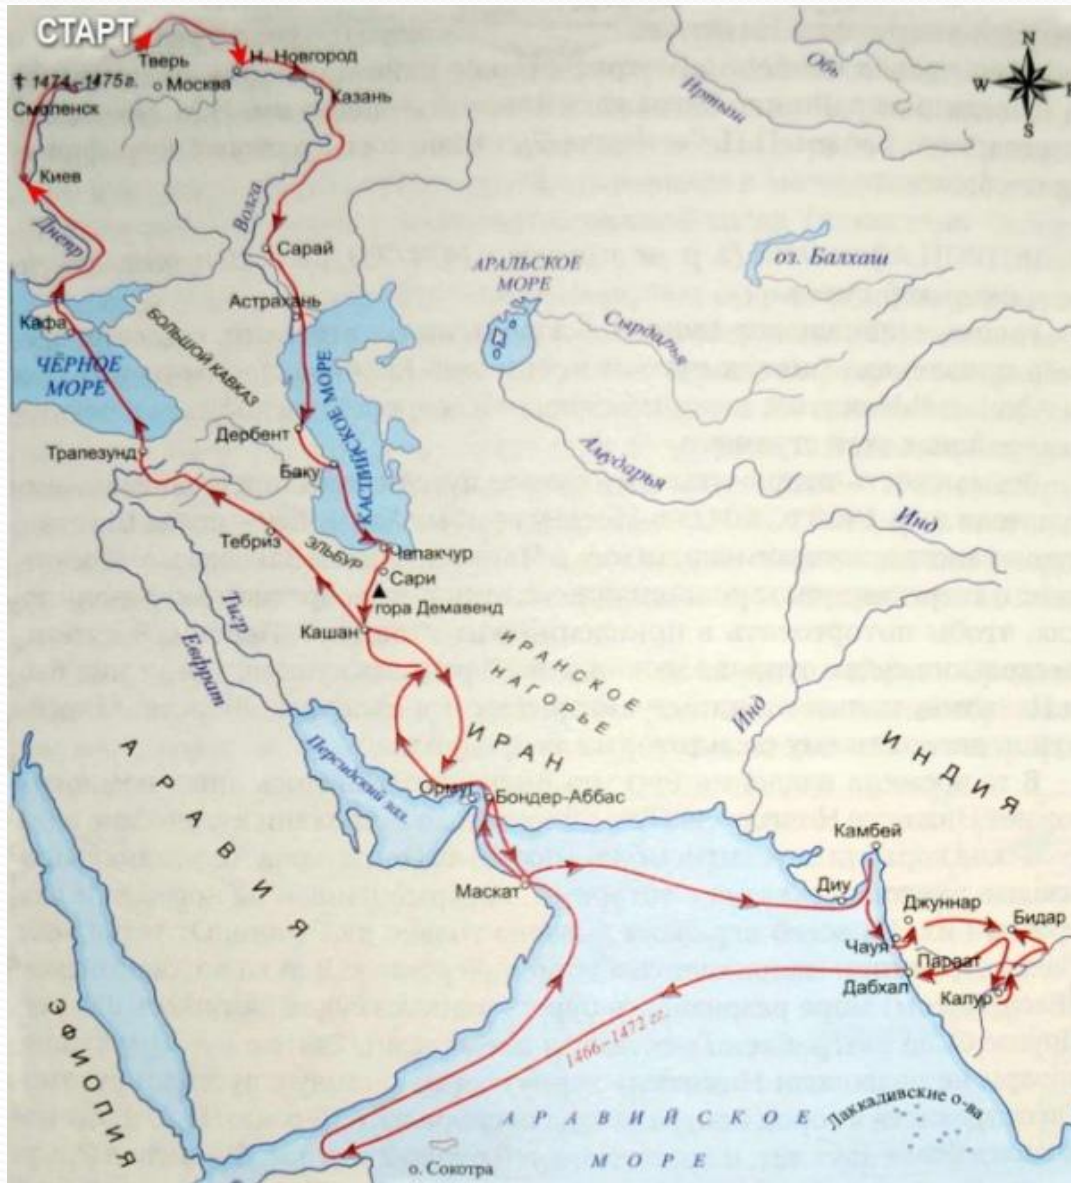 СТАРТ
Тверь
Н. Новгород
† 1474–1475 г.
Москва
Смоленск
Казань
Обь
Иртыш
N
W
S
Киев
Днепр
Волга
Сарай
АРАЛЬСКОЕ
МОРЕ
оз. Балхаш
Астрахань
Кафа
БОЛЬШОЙ КАВКАЗ
Сырдарья
ЧЁРНОЕ
МОРЕ
КАСПИЙСКОЕ МОРЕ
Дербент
Трапезунд
Баку
Амударья
Инд
Тебриз
ЭЛЬБУР
Чапакчур
Сари
гора Демавенд
Кашан
Тигр
Евфрат
ИРАНСКОЕ
НАГОРЬЕ
Инд
ИРАН
ИНДИЯ
АРАВИЯ
Персидский зал.
Ормуз
Бондер-Аббас
Камбей
Маскат
Диу
Джуннар
Бидар
Чауя
Параат
Дабхал
Калур
ЭФИОПИЯ
1466–1472 гг.
АРАВИЙСКОЕ
МОРЕ
Лаккадивские о-ва
о. Сокотра